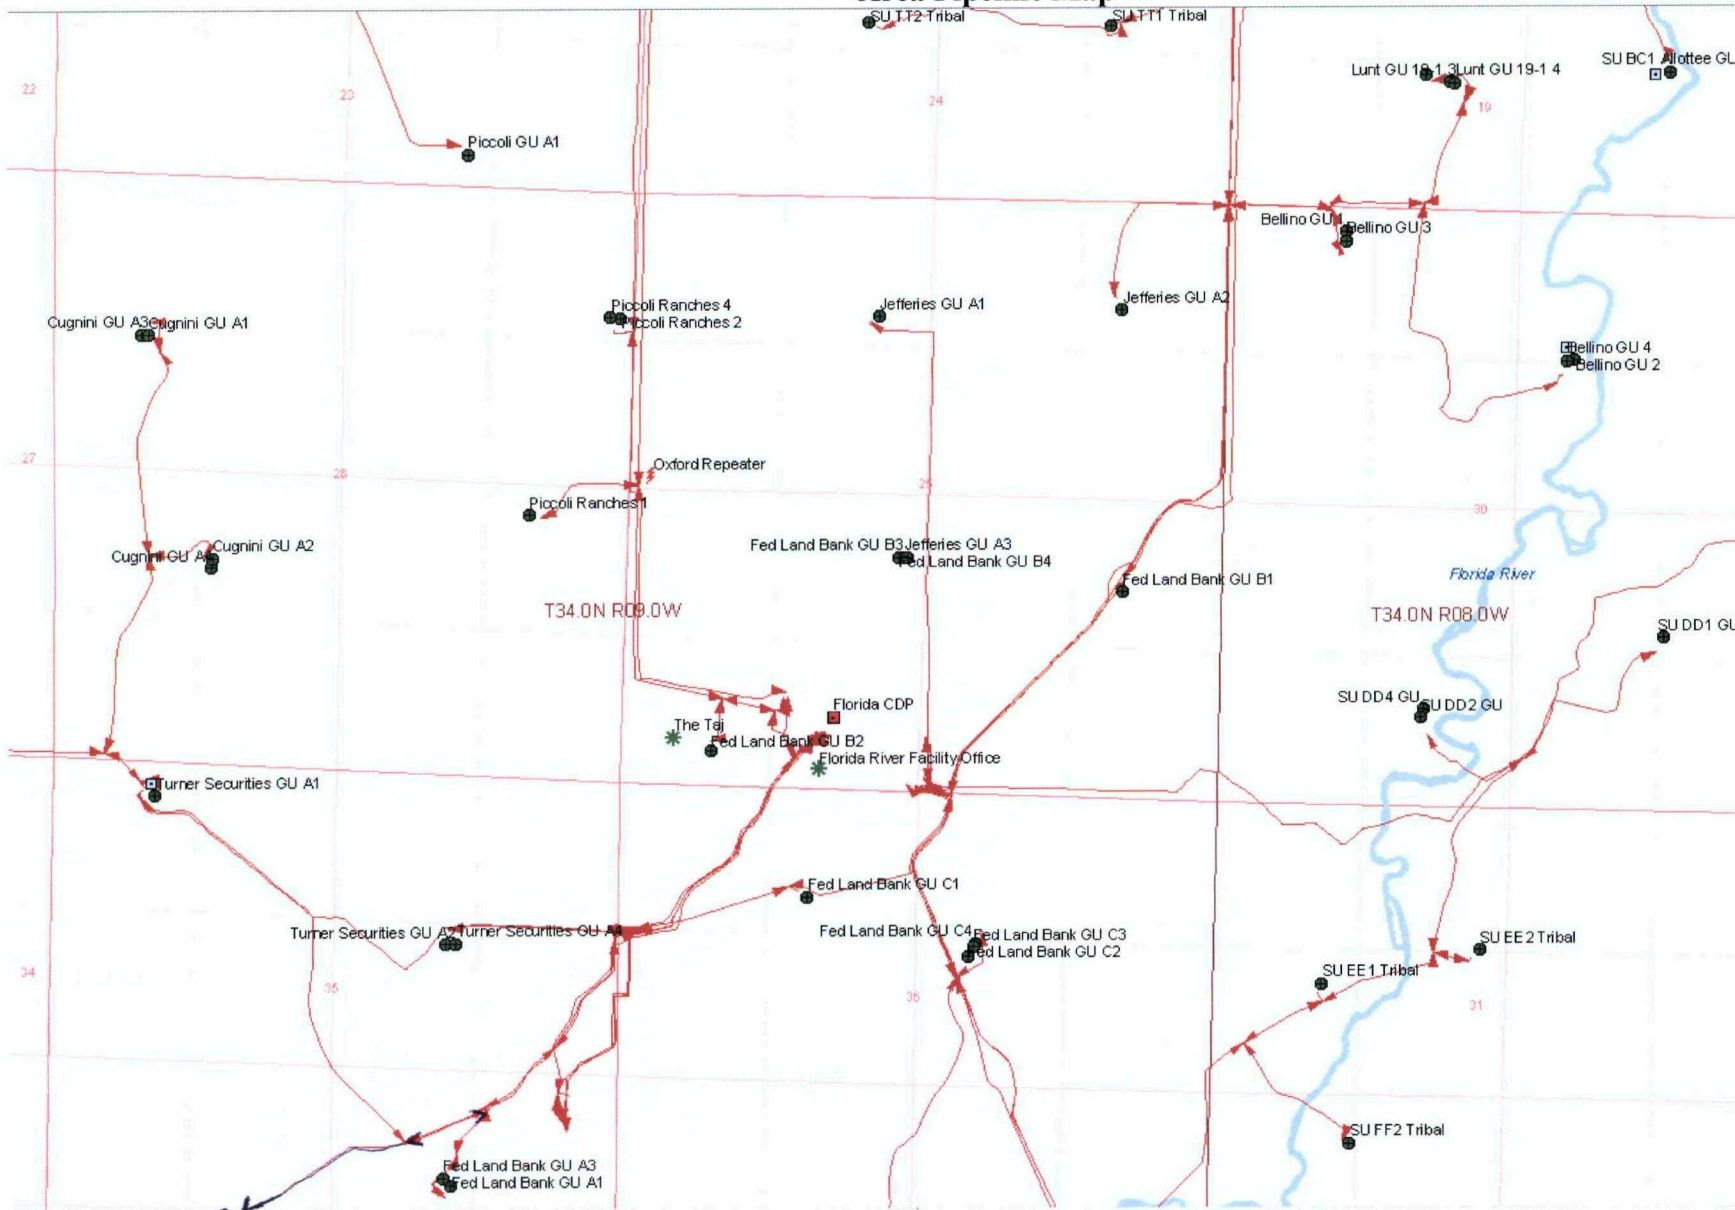 Area Pipeline Map
SU TT2 Tribal
SU TT1 Tribal
Lunt GU 19-1 3
Lunt GU 19-1 4
SU BC1 Allottee GU
22
23
24
19
Piccoli GU A1
Bellino GU 1
Bellino GU 3
Cugnini GU A3
Cugnini GU A1
Piccoli Ranches 4
Piccoli Ranches 2
Jefferies GU A1
Jefferies GU A2
Bellino GU 4
Bellino GU 2
27
Oxford Repeater
Piccoli Ranches 1
30
Cugnini GU A2
Cugnini GU
Fed Land Bank GU B3
Jefferies GU A3
Fed Land Bank GU B4
Fed Land Bank GU B1
Florida River
T34.0N R09.0W
T34.0N R08.0W
SU DD1 GU
SU DD4 GU
SU DD2 GU
Florida CDP
The Taj
Fed Land Bank GU B2
Florida River Facility Office
Turner Securities GU A1
Fed Land Bank GU C1
Turner Securities GU A2
Turner Securities GU A4
Fed Land Bank GU C4
Fed Land Bank GU C3
Fed Land Bank GU C2
SU EE2 Tribal
SU EE1 Tribal
34
35
36
31
SU FF2 Tribal
Fed Land Bank GU A3
Fed Land Bank GU A1